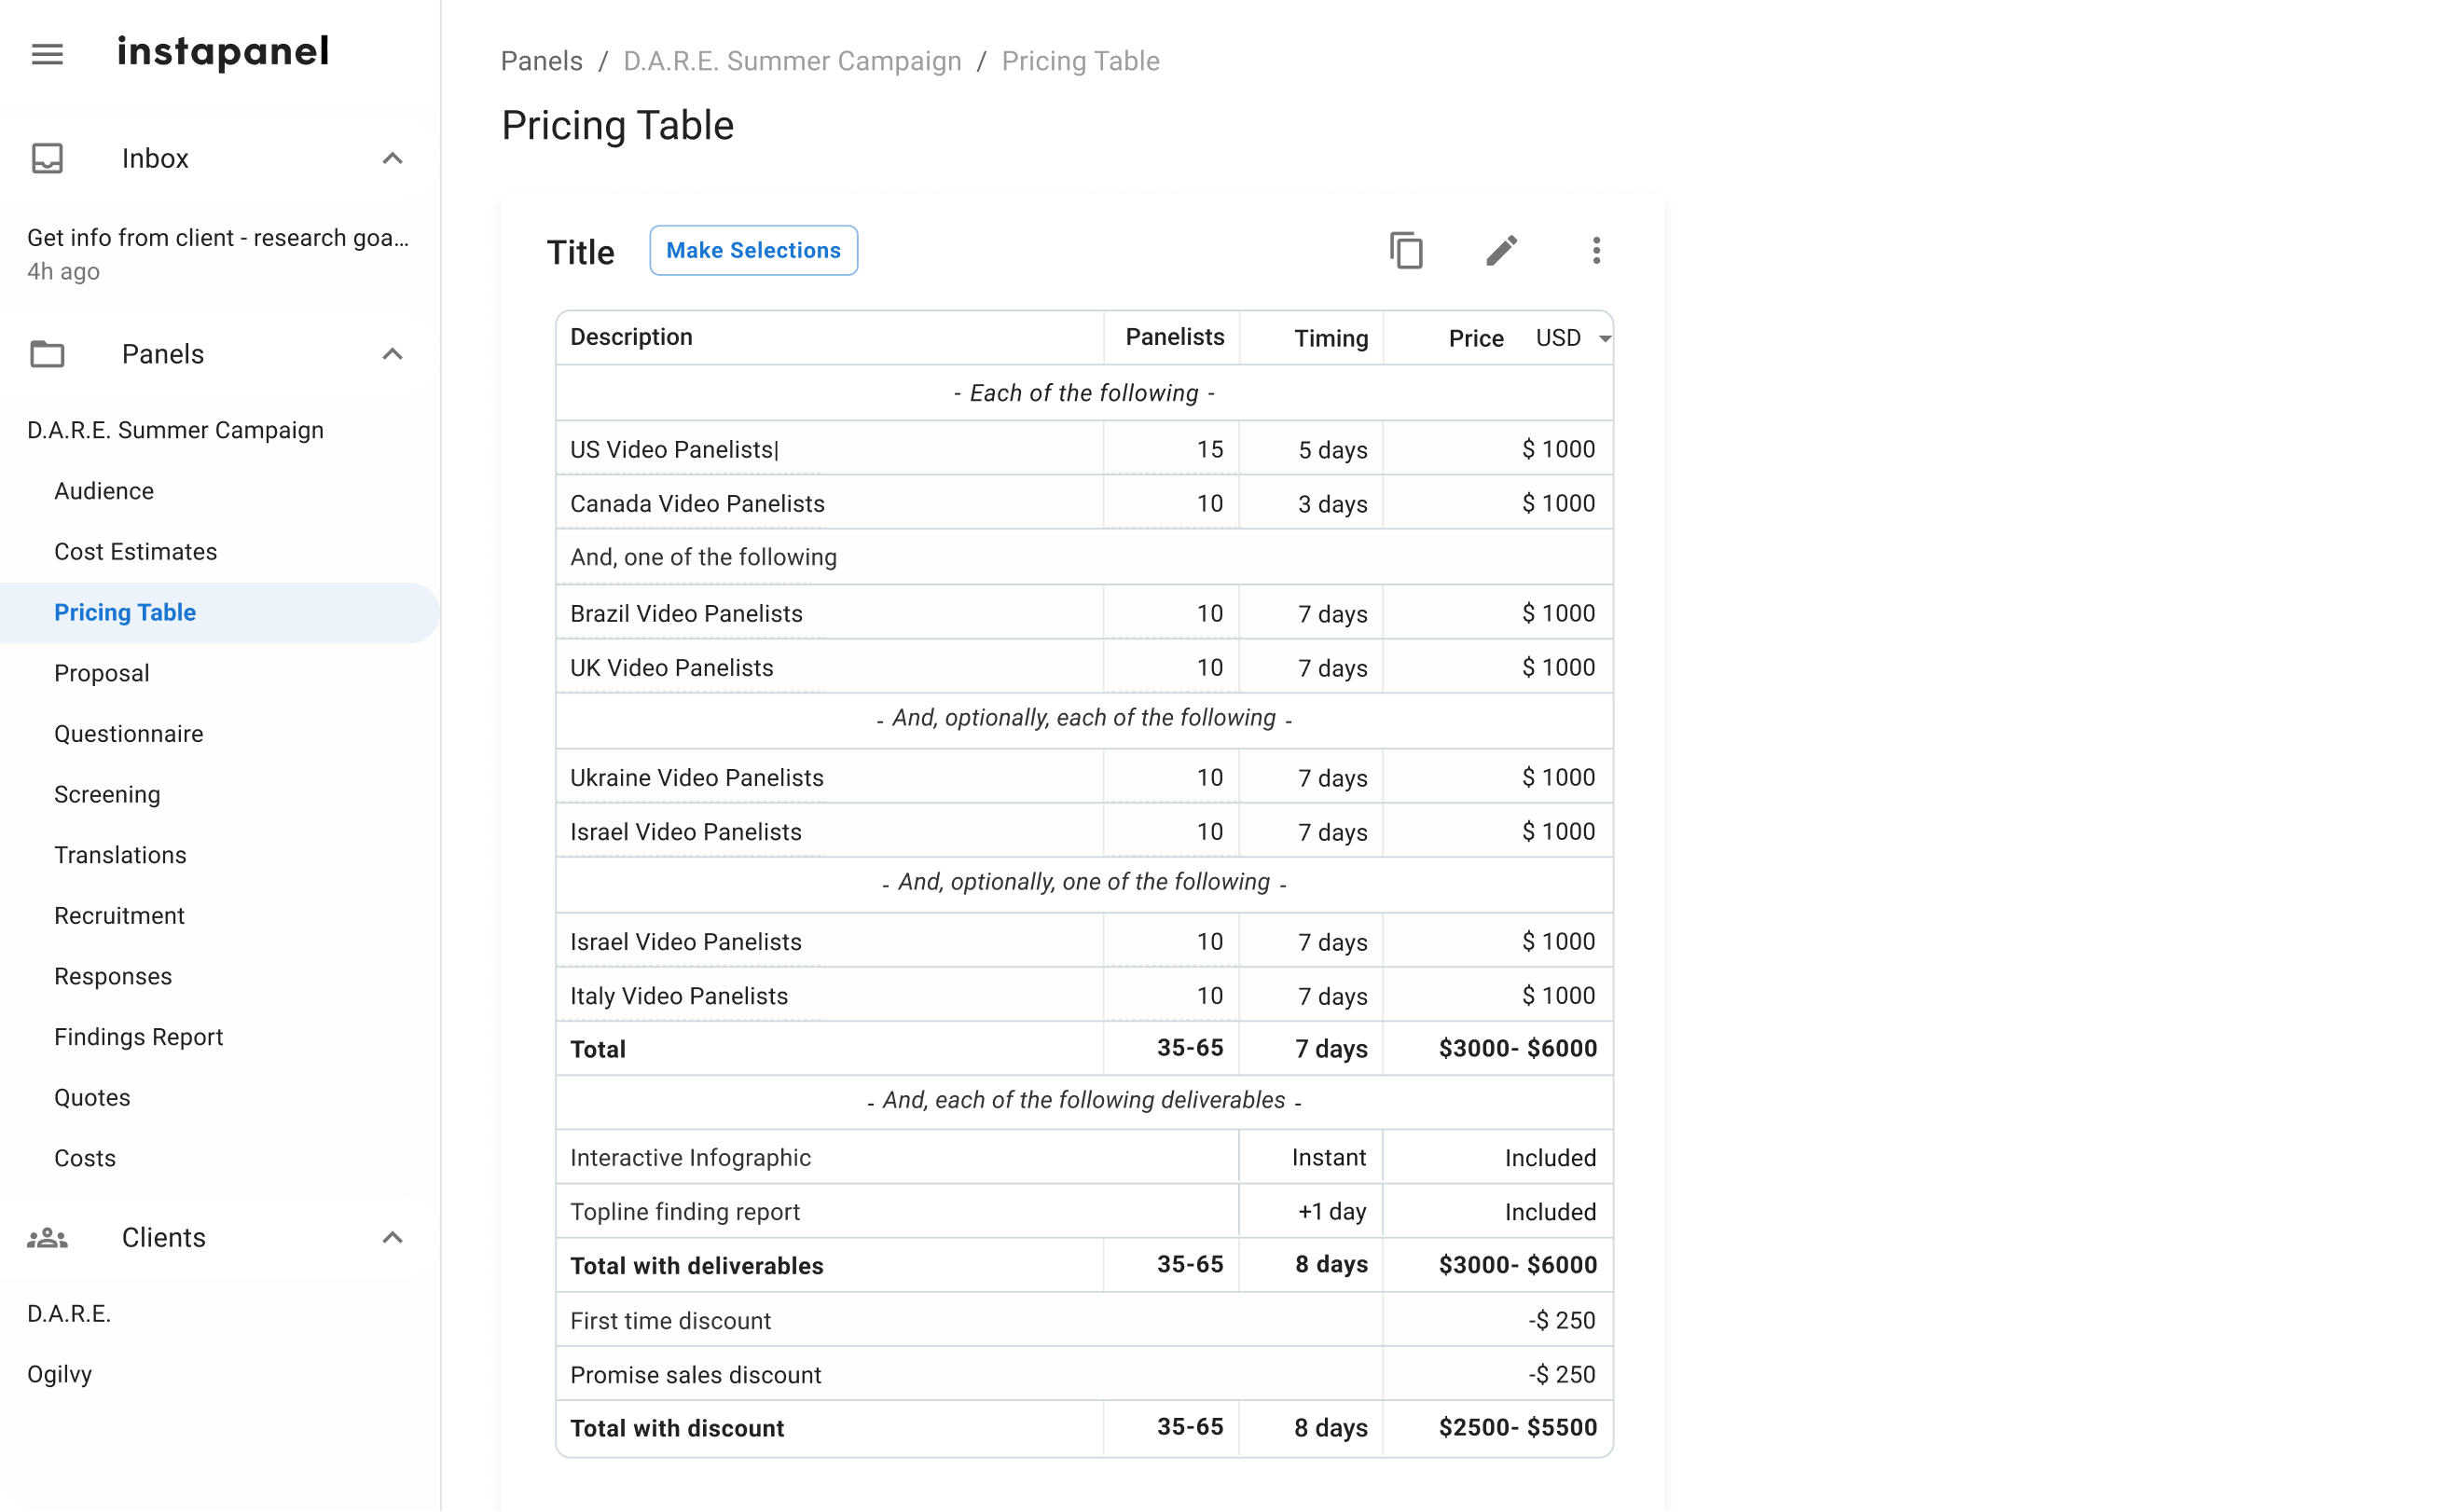 instapanel
Inbox
Get info from client - research goa...
4h ago
Panels
D.A.R.E. Summer Campaign
Audience
Cost Estimates
Pricing Table
Proposal
Questionnaire
Screening
Translations
Recruitment
Responses
Findings Report
Quotes
Costs
Clients
D.A.R.E.
Ogilvy
Panels / D.A.R.E. Summer Campaign / Pricing Table
Pricing Table
Title Make Selections
Description Panelists Timing Price USD
- Each of the following -
US Video Panelists| 15 5 days $ 1000
Canada Video Panelists 10 3 days $ 1000
And, one of the following
Brazil Video Panelists 10 7 days $ 1000
UK Video Panelists 10 7 days $ 1000
- And, optionally, each of the following -
Ukraine Video Panelists 10 7 days $ 1000
Israel Video Panelists 10 7 days $ 1000
- And, optionally, one of the following -
Israel Video Panelists 10 7 days $ 1000
Italy Video Panelists 10 7 days $ 1000
Total 35-65 7 days $3000- $6000
- And, each of the following deliverables -
Interactive Infographic Instant Included
Topline finding report +1 day Included
Total with deliverables 35-65 8 days $3000- $6000
First time discount -$ 250
Promise sales discount -$ 250
Total with discount 35-65 8 days $2500- $5500